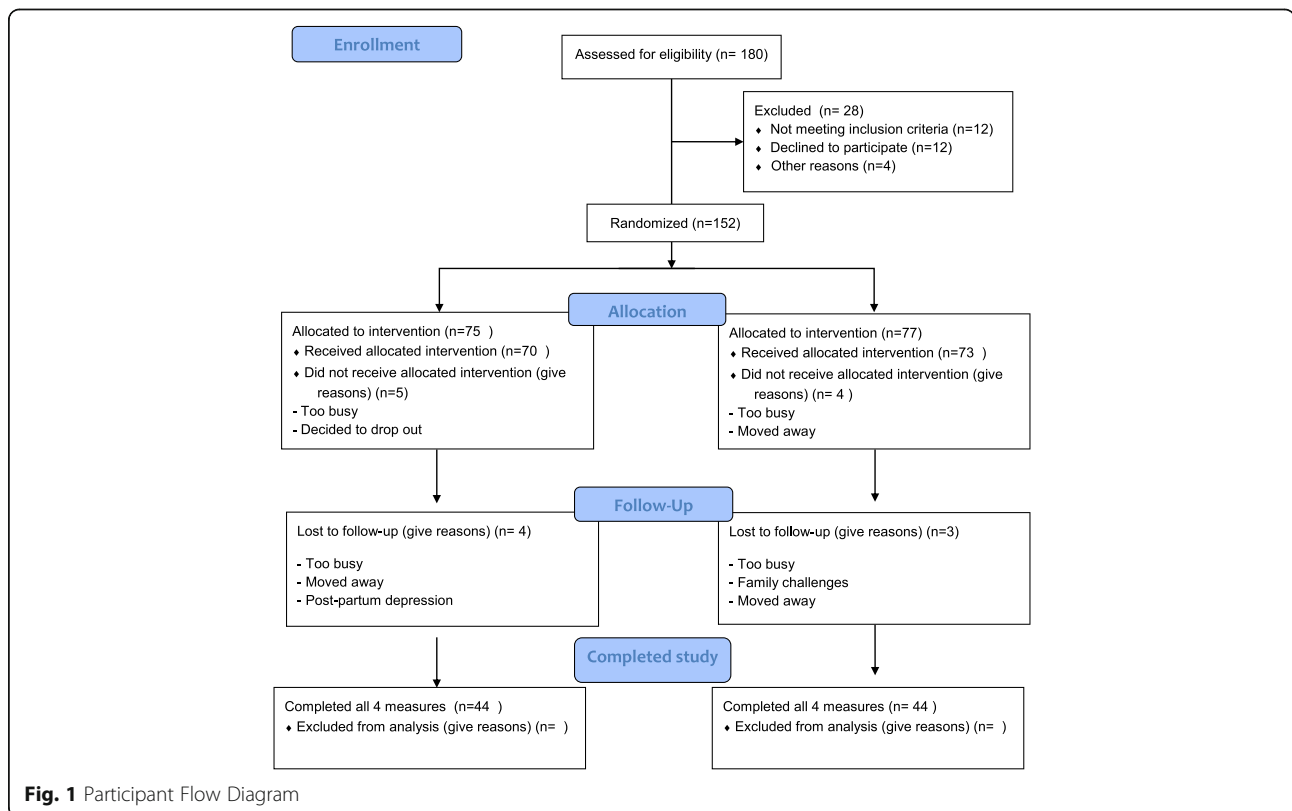 Enrollment
Assessed for eligibility (n= 180)
Excluded (n= 28)
♦ Not meeting inclusion criteria (n=12)
♦ Declined to participate (n=12)
♦ Other reasons (n=4)
Randomized (n=152)
Allocation
Allocated to intervention (n=75 )
♦ Received allocated intervention (n=70 )
♦ Did not receive allocated intervention (give
reasons) (n=5)
- Too busy
- Decided to drop out
Allocated to intervention (n=77)
♦ Received allocated intervention (n=73 )
♦ Did not receive allocated intervention (give
reasons) (n= 4 )
- Too busy
- Moved away
Follow-Up
Lost to follow-up (give reasons) (n= 4)
- Too busy
- Moved away
- Post-partum depression
Lost to follow-up (give reasons) (n=3)
- Too busy
- Family challenges
- Moved away
Completed study
Completed all 4 measures (n=44 )
♦ Excluded from analysis (give reasons) (n= )
Completed all 4 measures (n= 44 )
♦ Excluded from analysis (give reasons) (n= )
Fig. 1 Participant Flow Diagram